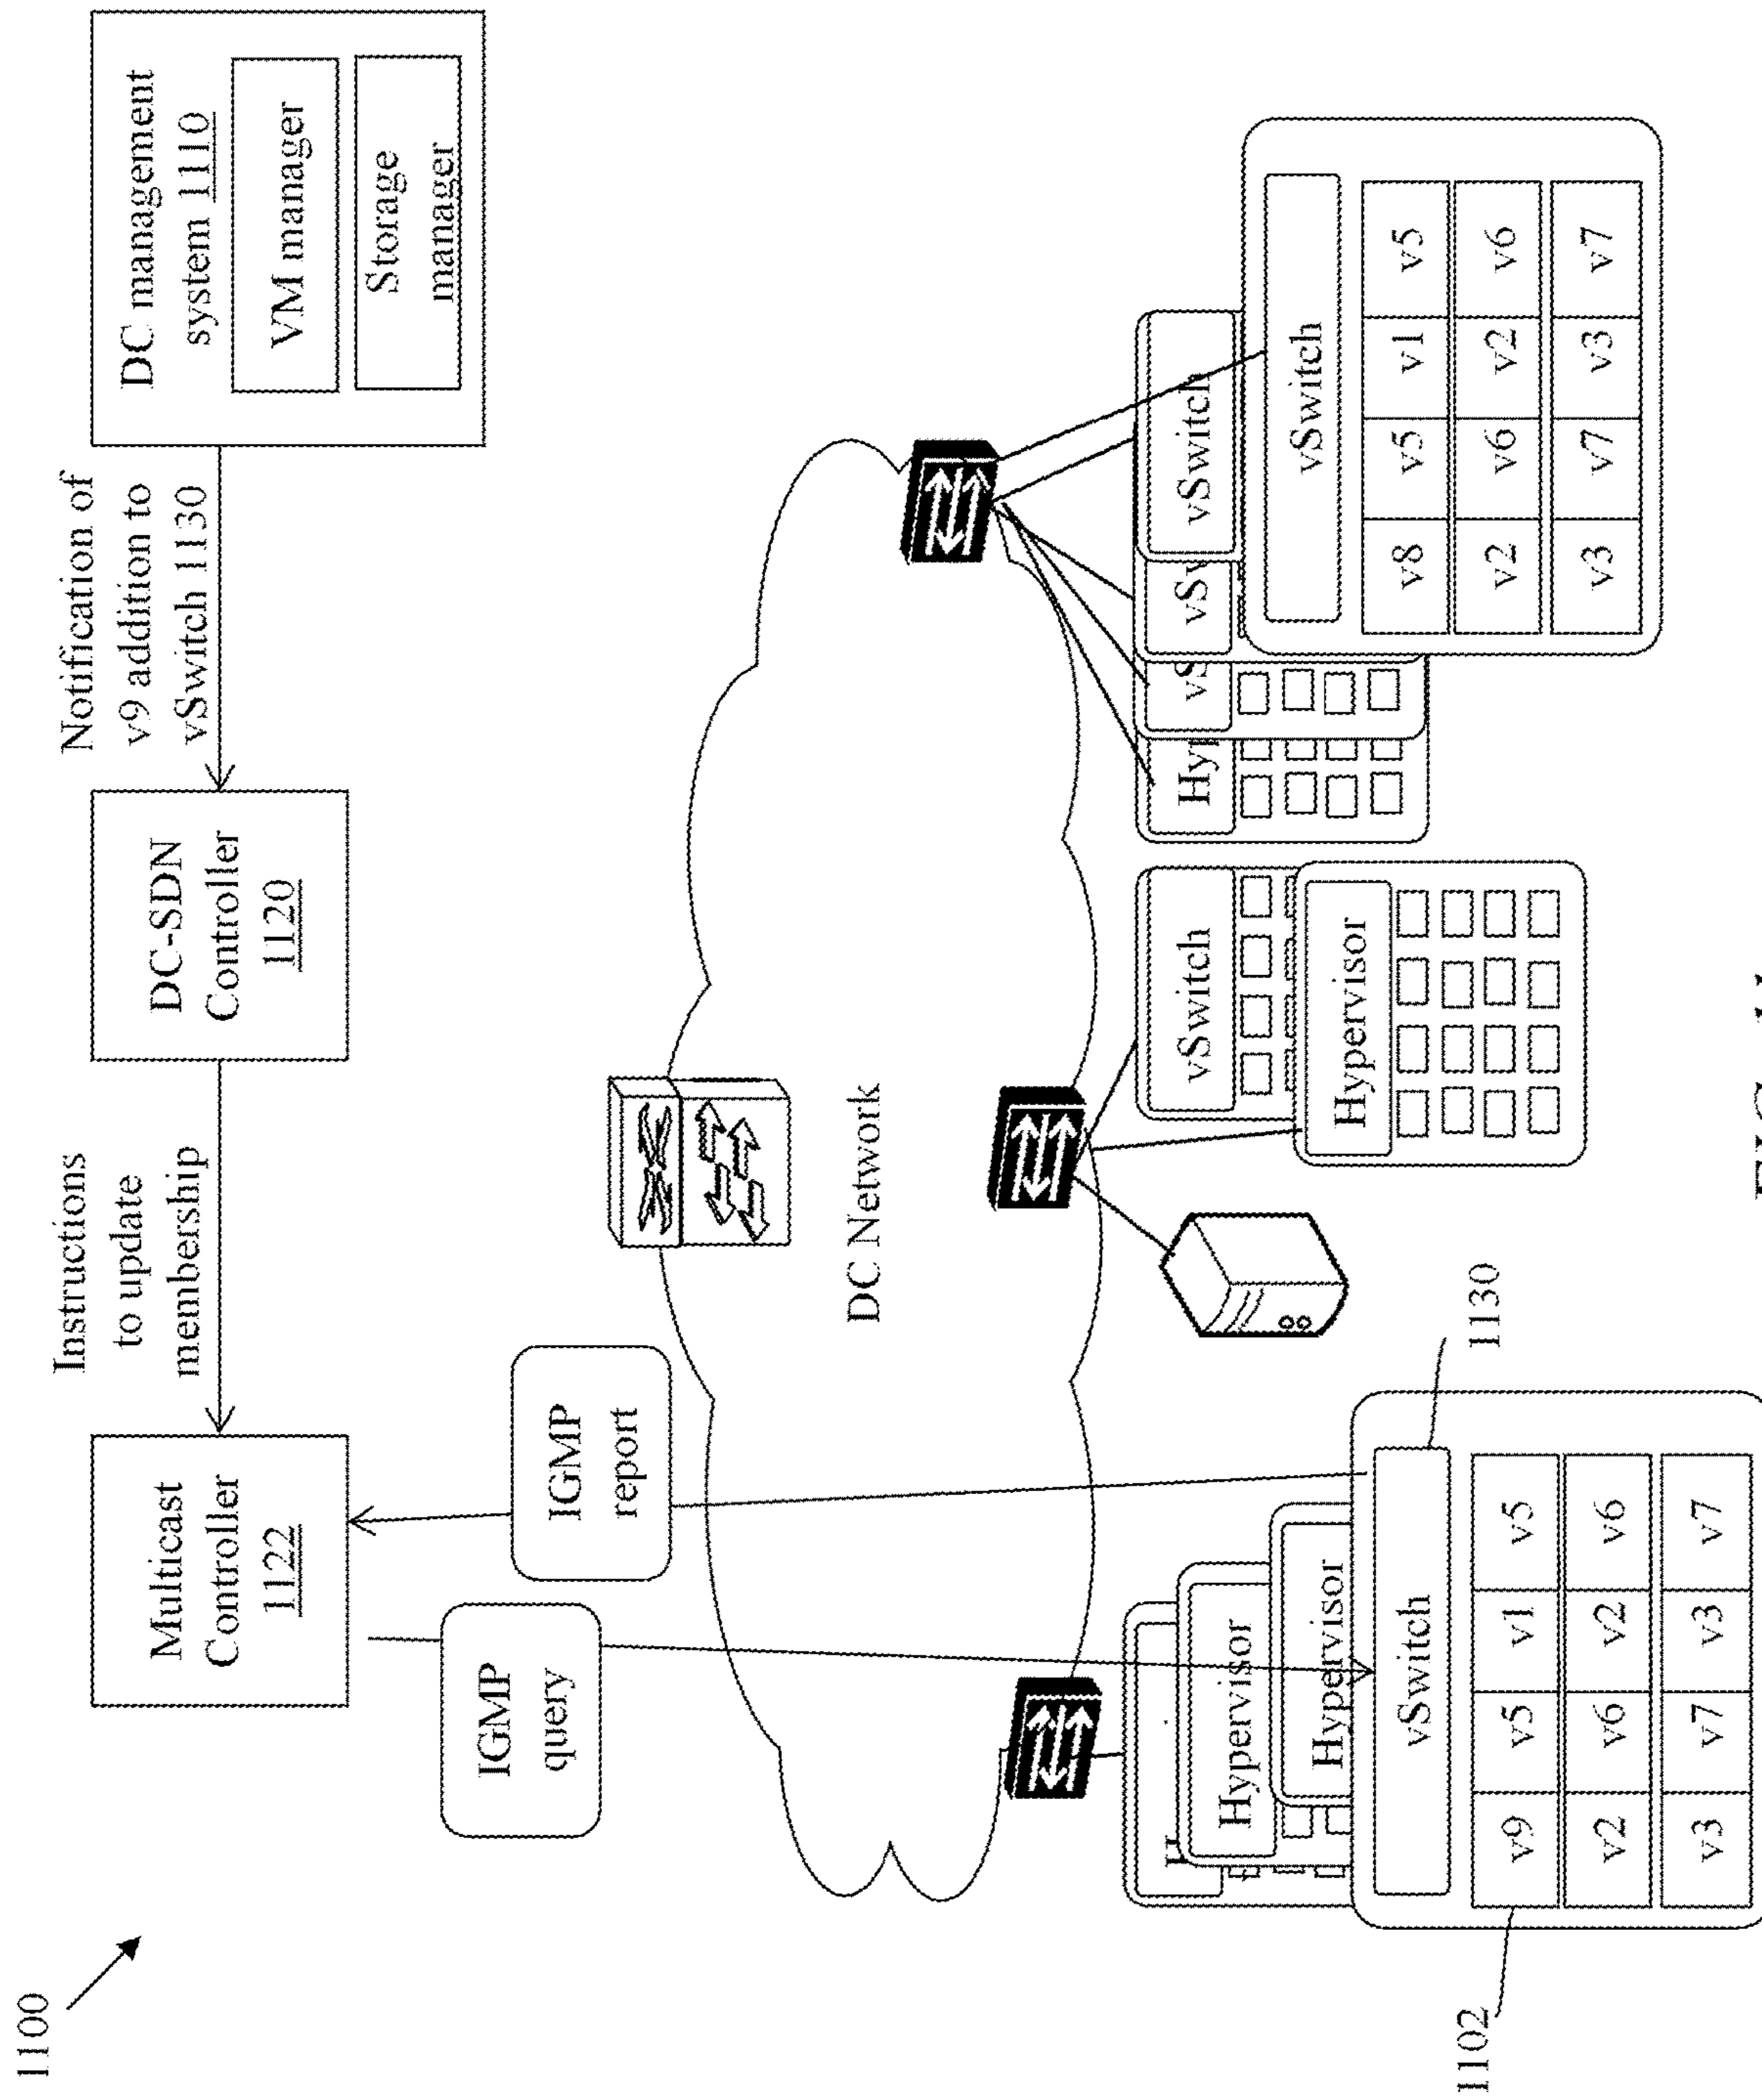 1100
Multicast
Controller
1122
Instructions
to update
membership
DC-SDN
Controller
1120
Notification of
v9 addition to
vSwitch 1130
DC management
system 1110
VM manager
Storage
manager
IGMP
query
IGMP
report
DC Network
Hypervisor
Hypervisor
vSwitch
1130
v9 v5 v1 v5
v2 v6 v2 v6
v3 v7 v3 v7
1102
vSwitch
Hypervisor
Hyp
vS
vSv
vSwitch
vSwitch
v8 v5 v1 v5
v2 v6 v2 v6
v3 v7 v3 v7